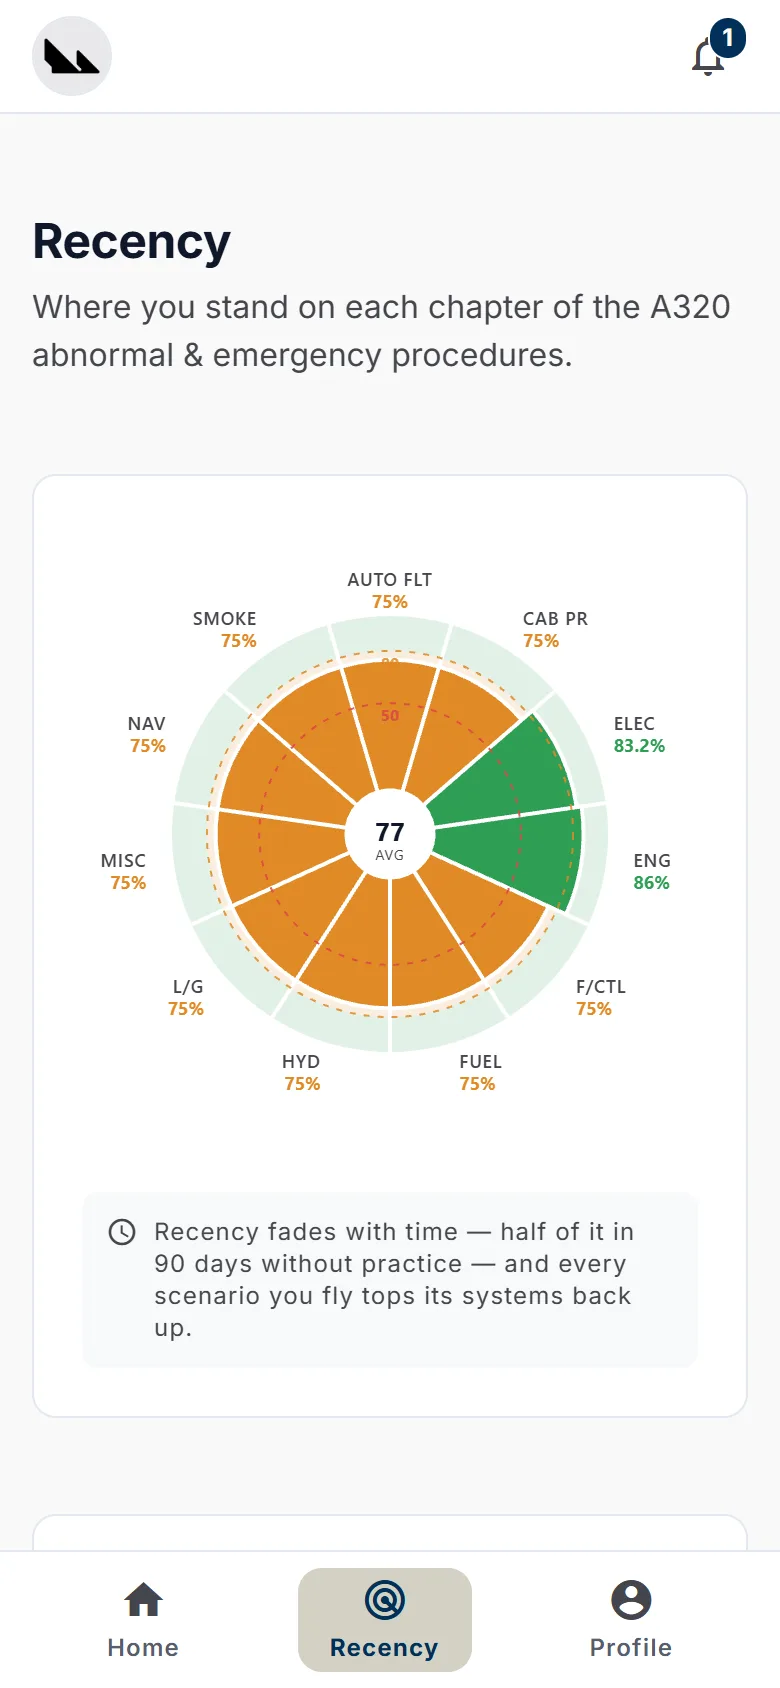 1
Recency
Where you stand on each chapter of the A320
abnormal & emergency procedures.
AUTO FLT
75%
SMOKE
75%
CAB PR
75%
80
50
NAV
75%
ELEC
83.2%
77
AVG
MISC
75%
ENG
86%
L/G
75%
F/CTL
75%
HYD
75%
FUEL
75%
Recency fades with time — half of it in
90 days without practice — and every
scenario you fly tops its systems back
up.
Home
Recency
Profile